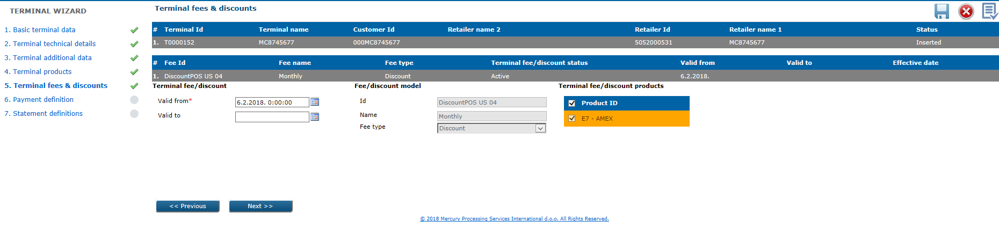 TERMINAL WIZARD
1. Basic terminal data
2. Terminal technical details
3. Terminal additional data
4. Terminal products
5. Terminal fees & discounts
6. Payment definition
7. Statement definitions
Terminal fees & discounts
# Terminal Id Terminal name Customer Id Retailer name 2 Retailer Id Retailer name 1 Status
1. T0000152 MC8745677 000MC8745677 5052000531 MC8745677 Inserted
# Fee Id Fee name Fee type Terminal fee/discount status Valid from Valid to Effective date
1. DiscountPOS US 04 Monthly Discount Active 6.2.2018.
Terminal fee/discount Fee/discount model Terminal fee/discount products
Valid from* 6.2.2018. 0:00:00 Id DiscountPOS US 04 Product ID
Valid to Name Monthly E7 - AMEX
Fee type Discount
<< Previous Next >>
© 2018 Mercury Processing Services International d.o.o. All Rights Reserved.